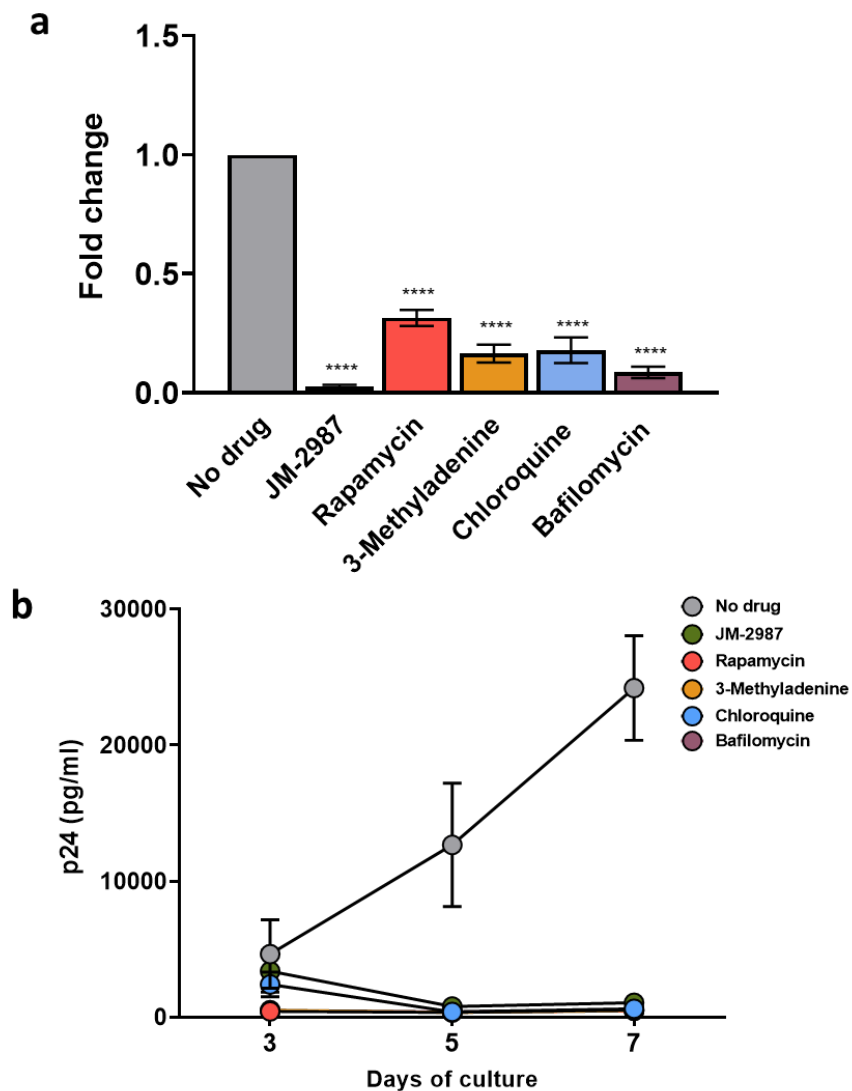 a
Fold change
1.5
1.0
0.5
0.0
****
****
****
****
****
No drug
JM-2987
Rapamycin
3-Methyladenine
Chloroquine
Bafilomycin
b
p24 (pg/ml)
30000
20000
10000
0
3
5
7
Days of culture
No drug
JM-2987
Rapamycin
3-Methyladenine
Chloroquine
Bafilomycin